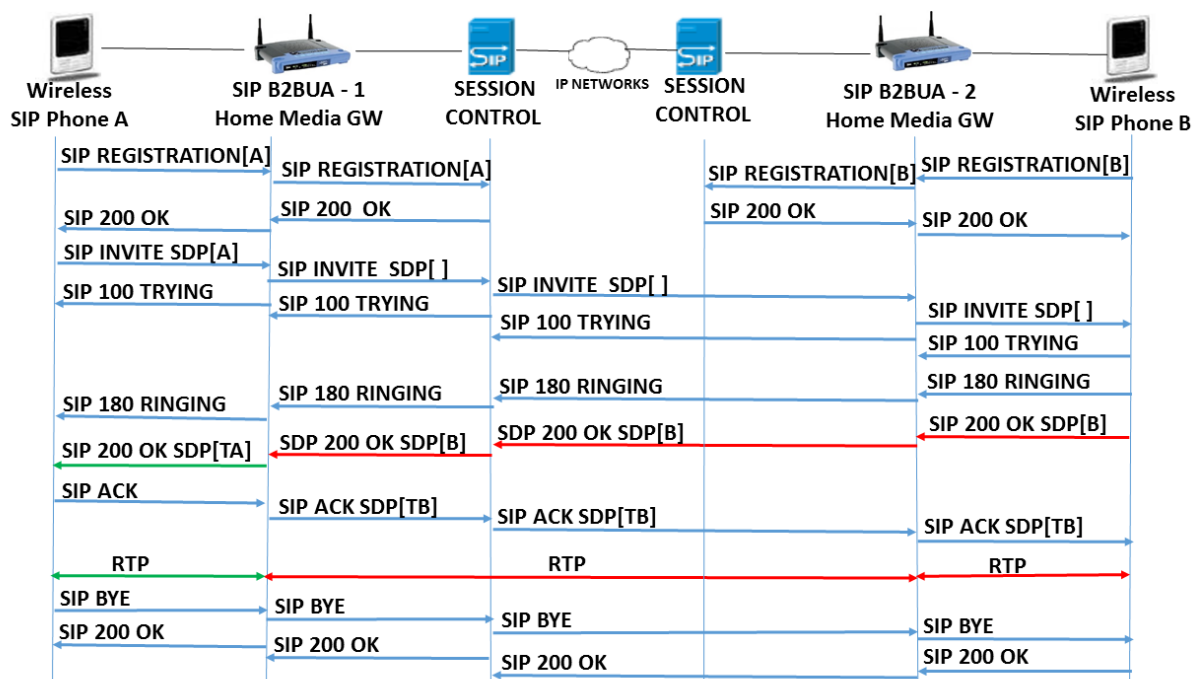 SIP
SIP
IP NETWORKS
Wireless
SIP Phone A
SIP B2BUA - 1
Home Media GW
SESSION
CONTROL
SESSION
CONTROL
SIP B2BUA - 2
Home Media GW
Wireless
SIP Phone B
SIP REGISTRATION[A]
SIP REGISTRATION[A]
SIP REGISTRATION[B]
SIP REGISTRATION[B]
SIP 200 OK
SIP 200 OK
SIP 200 OK
SIP 200 OK
SIP INVITE SDP[A]
SIP INVITE SDP[ ]
SIP INVITE SDP[ ]
SIP INVITE SDP[ ]
SIP 100 TRYING
SIP 100 TRYING
SIP 100 TRYING
SIP 100 TRYING
SIP 180 RINGING
SIP 180 RINGING
SIP 180 RINGING
SIP 180 RINGING
SIP 200 OK SDP[TA]
SDP 200 OK SDP[B]
SDP 200 OK SDP[B]
SIP 200 OK SDP[B]
SIP ACK
SIP ACK SDP[TB]
SIP ACK SDP[TB]
SIP ACK SDP[TB]
RTP
RTP
RTP
SIP BYE
SIP BYE
SIP BYE
SIP BYE
SIP 200 OK
SIP 200 OK
SIP 200 OK
SIP 200 OK